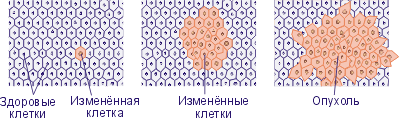 Здоровые
клетки
Изменённая
клетка
Изменённые
клетки
Опухоль